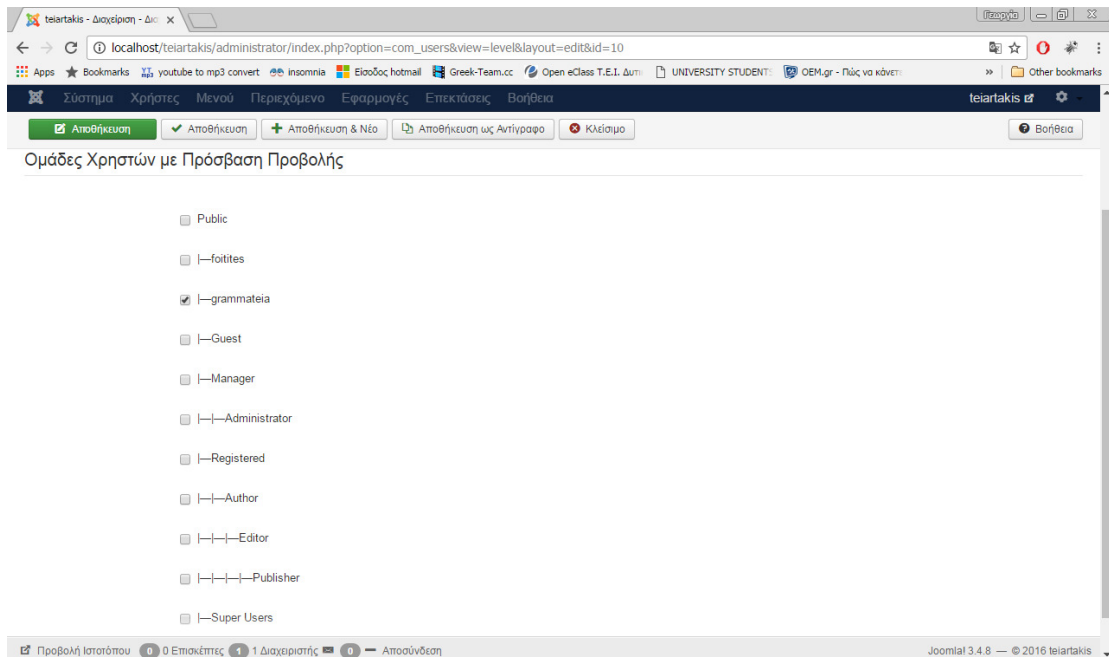 teiartakis - Διαχείριση - Διο
Γεωργία
localhost/teiartakis/administrator/index.php?option=com_users&view=level&layout=edit&id=10
Apps Bookmarks youtube to mp3 convert insomnia Είσοδος hotmail Greek-Team.cc Open eClass T.E.I. Δυτι UNIVERSITY STUDENT: OEM.gr - Πώς να κάνετε » Other bookmarks
Σύστημα Χρήστες Μενού Περιεχόμενο Εφαρμογές Επεκτάσεις Βοήθεια teiartakis
Αποθήκευση Αποθήκευση Αποθήκευση & Νέο Αποθήκευση ως Αντίγραφο Κλείσιμο Βοήθεια
Ομάδες Χρηστών με Πρόσβαση Προβολής
Public
|—foitites
|—grammateia
|—Guest
|—Manager
|—|—Administrator
|—Registered
|—|—Author
|—|—|—Editor
|—|—|—|—Publisher
|—Super Users
Προβολή Ιστοτόπου 0 0 Επισκέπτες 1 1 Διαχειριστής 0 Αποσύνδεση Joomla! 3.4.8 — © 2016 teiartakis